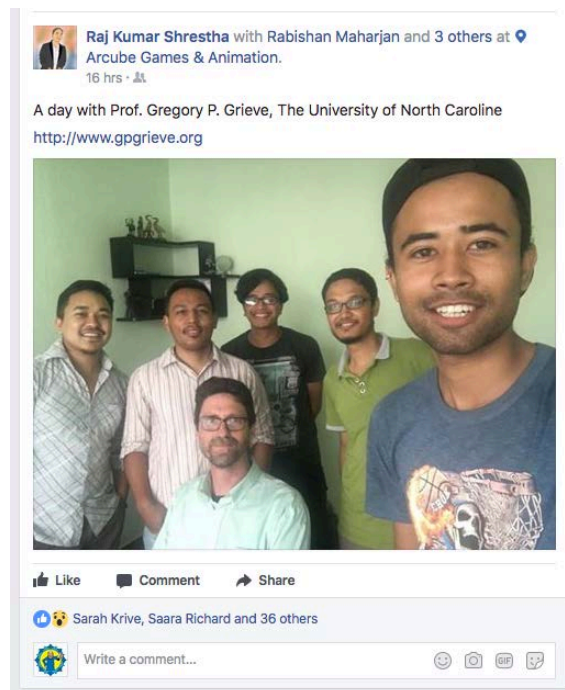 Raj Kumar Shrestha with Rabishan Maharjan and 3 others at
Arcube Games & Animation.
16 hrs ·
A day with Prof. Gregory P. Grieve, The University of North Caroline
http://www.gpgrieve.org
Like Comment Share
Sarah Krive, Saara Richard and 36 others
Write a comment...
GIF